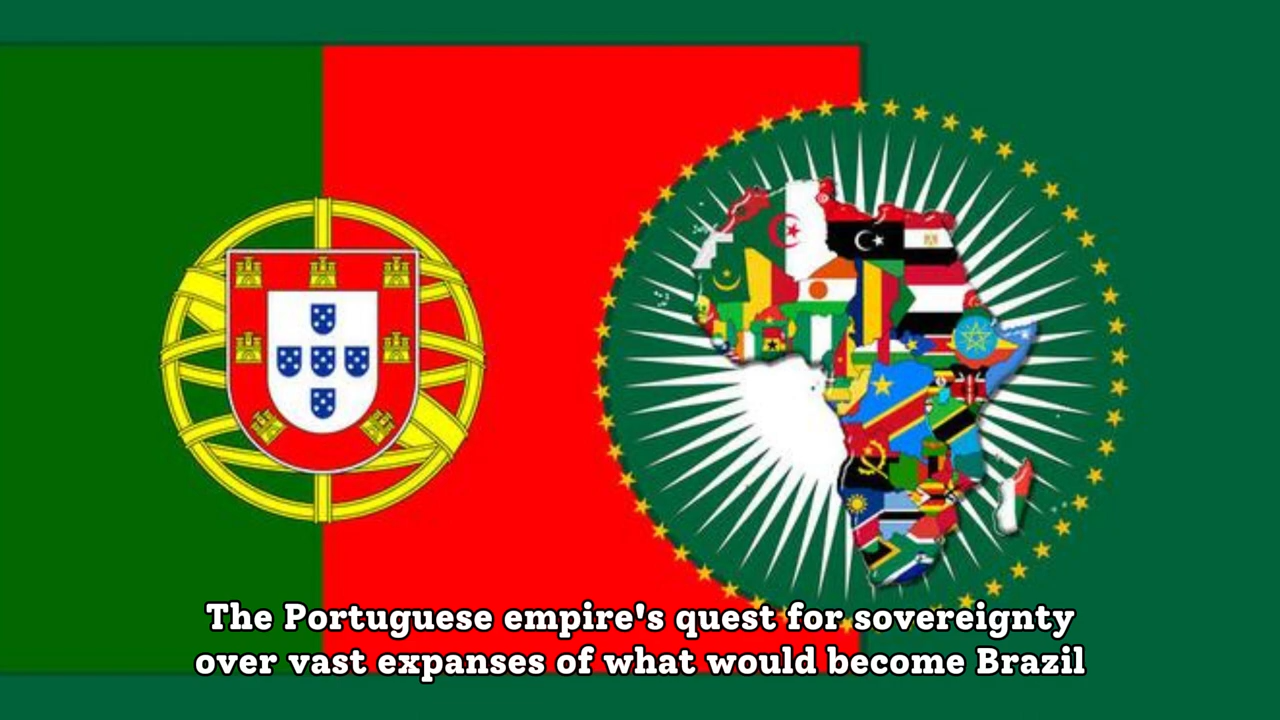 The Portuguese empire's quest for sovereignty
over vast expanses of what would become Brazil